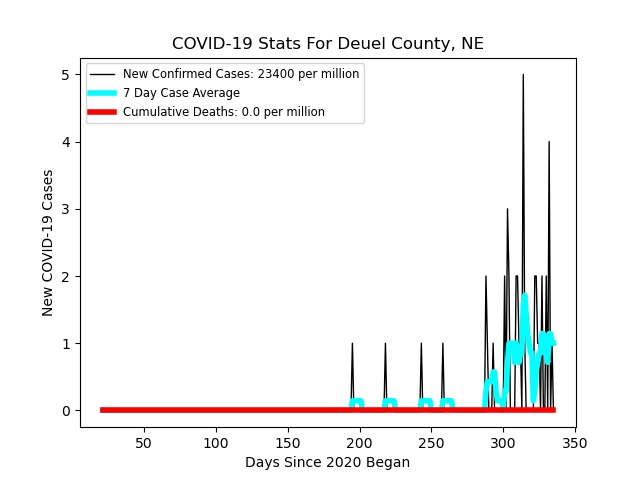 COVID-19 Stats For Deuel County, NE
New Confirmed Cases: 23400 per million
7 Day Case Average
Cumulative Deaths: 0.0 per million
New COVID-19 Cases
5
4
3
2
1
0
50 100 150 200 250 300 350
Days Since 2020 Began